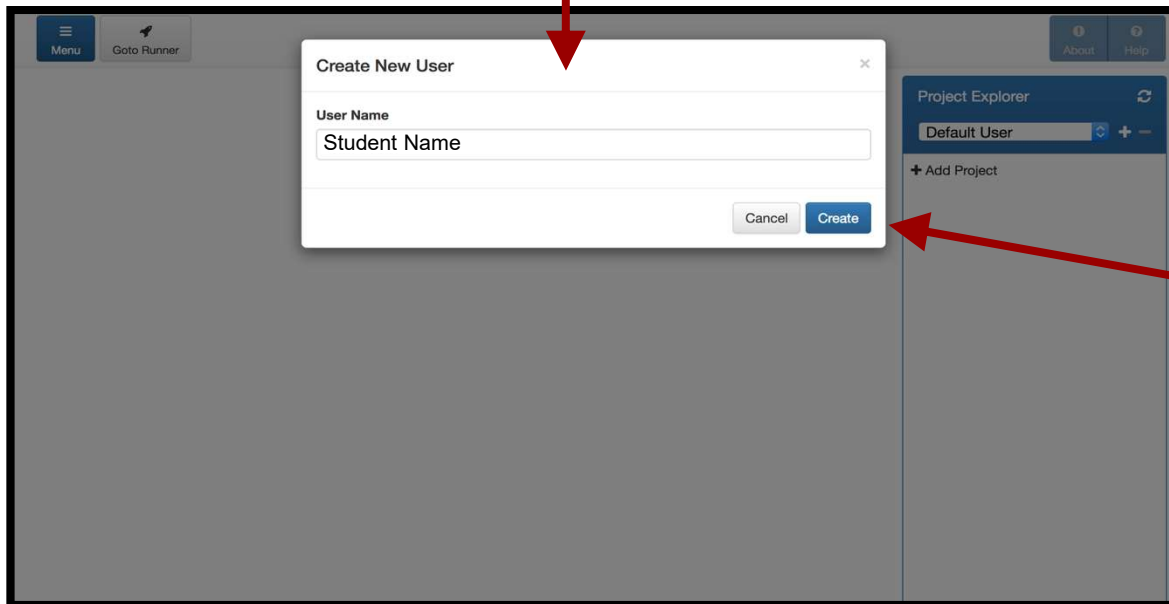 Menu
Goto Runner
About
Help
Create New User
×
User Name
Student Name
Cancel
Create
Project Explorer
Default User
+ Add Project